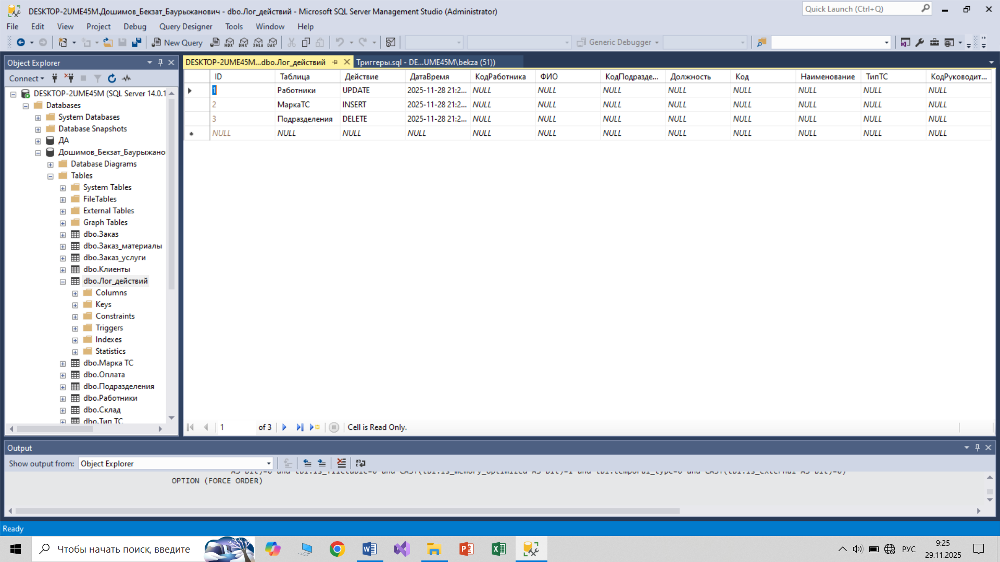 DESKTOP-2UME45M.Дошимов_Бекзат_Баурыжанович - dbo.Лог_действий - Microsoft SQL Server Management Studio (Administrator)
Quick Launch (Ctrl+Q)
File Edit View Project Debug Query Designer Tools Window Help
New Query MDX DMX XMLA DAX Generic Debugger
Object Explorer
Connect
DESKTOP-2UME45M (SQL Server 14.0.1
Databases
System Databases
Database Snapshots
ДА
Дошимов_Бекзат_Баурыжано
Database Diagrams
Tables
System Tables
FileTables
External Tables
Graph Tables
dbo.Заказ
dbo.Заказ_материалы
dbo.Заказ_услуги
dbo.Клиенты
dbo.Лог_действий
Columns
Keys
Constraints
Triggers
Indexes
Statistics
dbo.Марка ТС
dbo.Оплата
dbo.Подразделения
dbo.Работники
dbo.Склад
dbo.Тип ТС
DESKTOP-2UME45M...dbo.Лог_действий Триггеры.sql - DE...UME45M\bekza (51))
ID Таблица Действие ДатаВремя КодРаботника ФИО КодПодразде... Должность Код Наименование ТипТС КодРуководит...
1 Работники UPDATE 2025-11-28 21:2... NULL NULL NULL NULL NULL NULL NULL NULL
2 МаркаТС INSERT 2025-11-28 21:2... NULL NULL NULL NULL NULL NULL NULL NULL
3 Подразделения DELETE 2025-11-28 21:2... NULL NULL NULL NULL NULL NULL NULL NULL
NULL NULL NULL NULL NULL NULL NULL NULL NULL NULL NULL NULL
1 of 3 Cell is Read Only.
Output
Show output from: Object Explorer
OPTION (FORCE ORDER)
Ready
Чтобы начать поиск, введите
РУС
9:25
29.11.2025